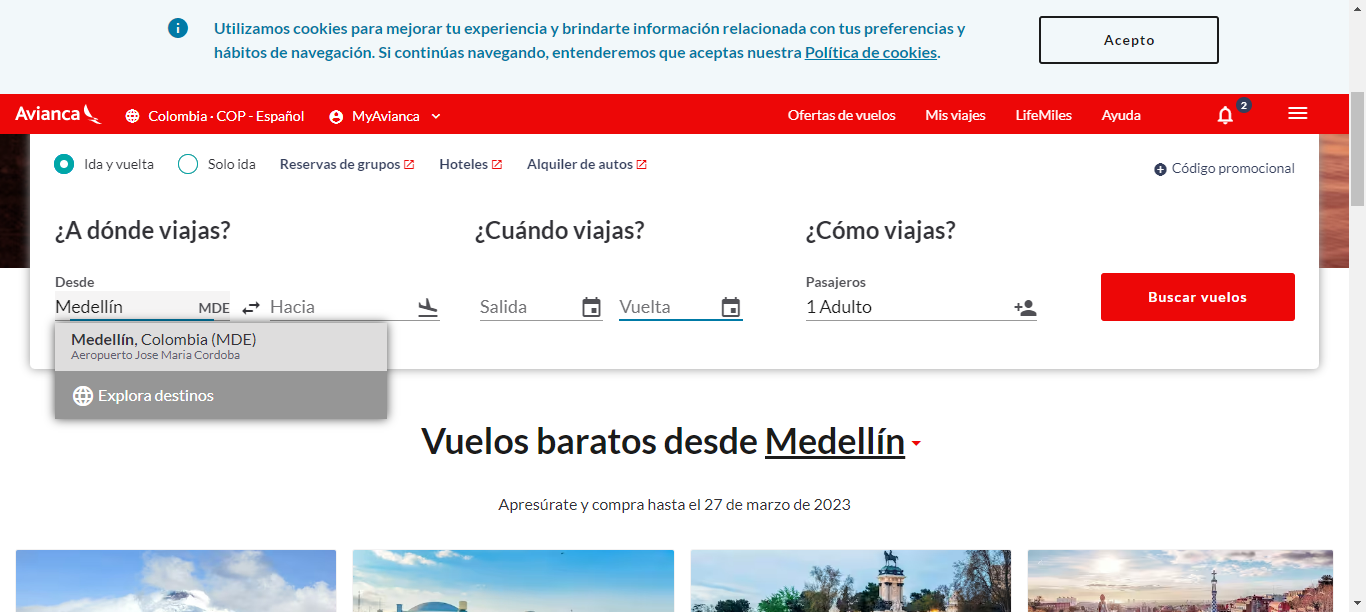 Utilizamos cookies para mejorar tu experiencia y brindarte información relacionada con tus preferencias y
hábitos de navegación. Si continúas navegando, entenderemos que aceptas nuestra Política de cookies.
Acepto
Avianca
Colombia · COP - Español
MyAvianca
Ofertas de vuelos
Mis viajes
LifeMiles
Ayuda
2
Ida y vuelta
Solo ida
Reservas de grupos
Hoteles
Alquiler de autos
Código promocional
¿A dónde viajas?
¿Cuándo viajas?
¿Cómo viajas?
Desde
Pasajeros
Medellín MDE
Hacia
Salida
Vuelta
1 Adulto
Buscar vuelos
Medellín, Colombia (MDE)
Aeropuerto Jose Maria Cordoba
Explora destinos
Vuelos baratos desde Medellín
Apresúrate y compra hasta el 27 de marzo de 2023